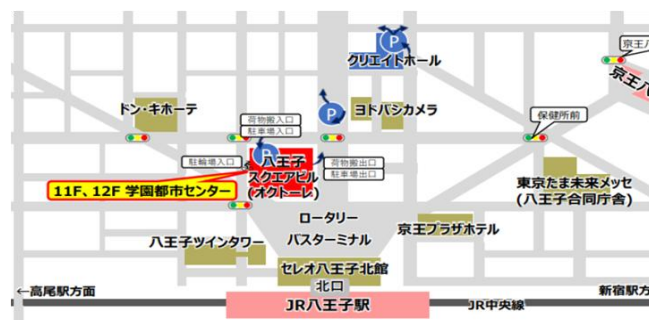 P
クリエイトホール
京王八
京王八
ドン・キホーテ
荷物搬入口
駐車場入口
P
ヨドバシカメラ
保健所前
駐輪場入口
P
八王子
スクエアビル
(オクトーレ)
荷物搬出口
駐車場出口
11F、12F 学園都市センター
東京たま未来メッセ
(八王子合同庁舎)
ロータリー
バスターミナル
京王プラザホテル
八王子ツインタワー
セレオ八王子北館
北口
←高尾駅方面
新宿駅方
JR八王子駅
JR中央線